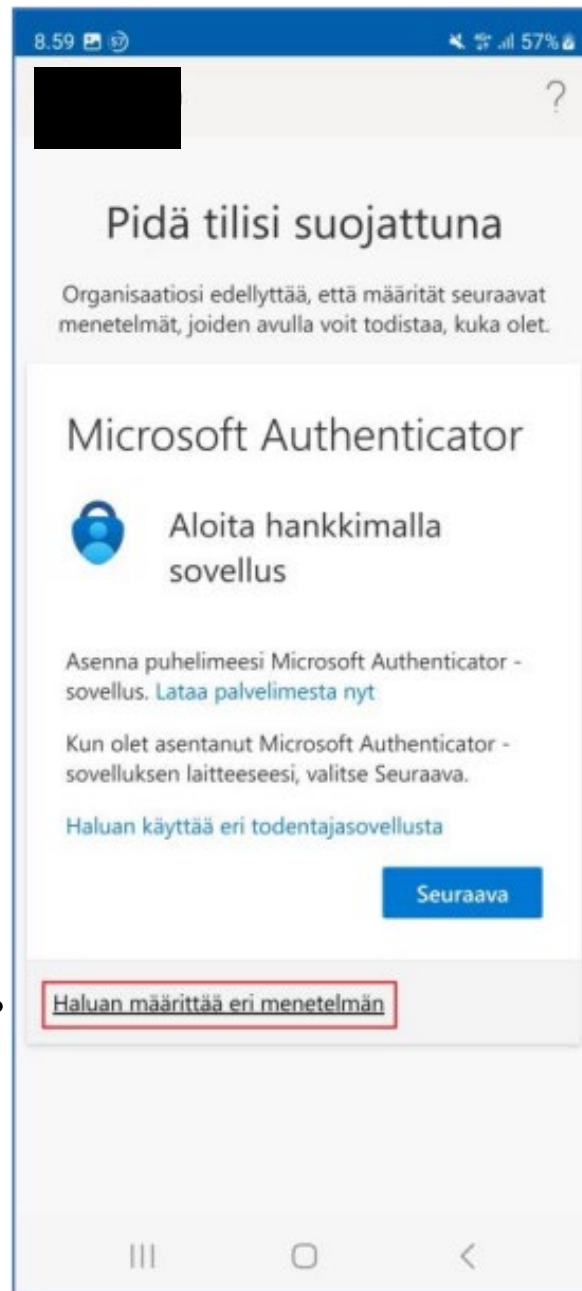 8.59 57%
?
Pidä tilisi suojattuna
Organisaatiosi edellyttää, että määrität seuraavat
menetelmät, joiden avulla voit todistaa, kuka olet.
Microsoft Authenticator
Aloita hankkimalla
sovellus
Asenna puhelimeesi Microsoft Authenticator -
sovellus. Lataa palvelimesta nyt
Kun olet asentanut Microsoft Authenticator -
sovelluksen laitteeseesi, valitse Seuraava.
Haluan käyttää eri todentajasovellusta
Seuraava
Haluan määrittää eri menetelmän